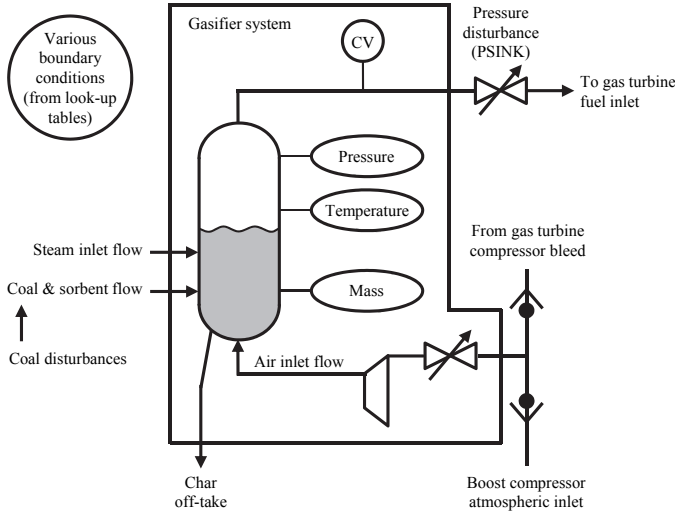 Various
boundary
conditions
(from look-up
tables)
Gasifier system
CV
Pressure
disturbance
(PSINK)
To gas turbine
fuel inlet
Pressure
Temperature
Mass
Steam inlet flow
Coal & sorbent flow
Coal disturbances
Air inlet flow
From gas turbine
compressor bleed
Char
off-take
Boost compressor
atmospheric inlet